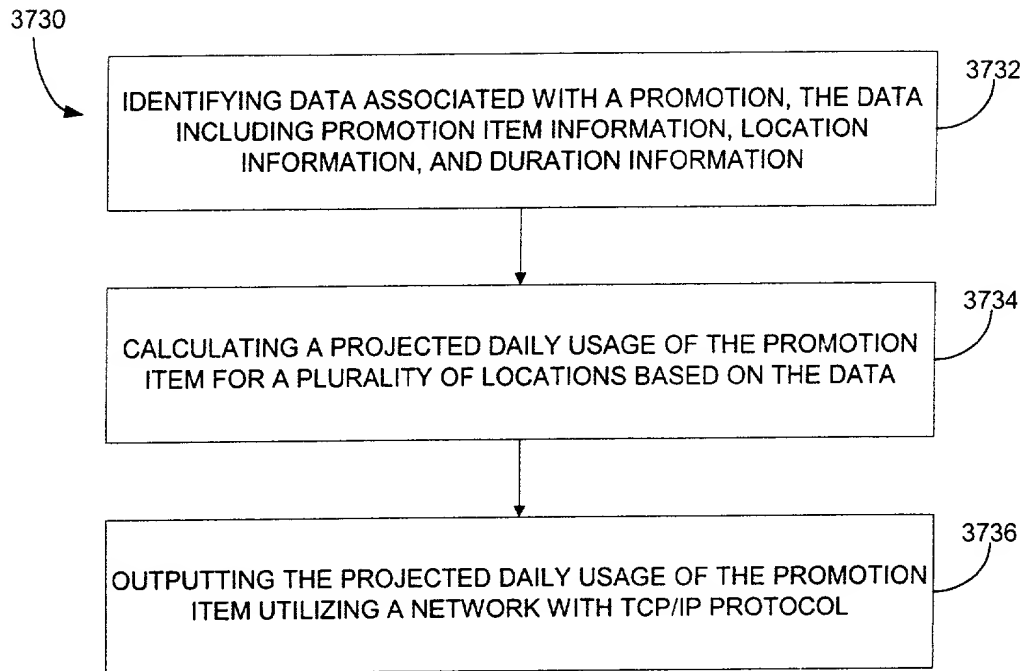 3730
3732
IDENTIFYING DATA ASSOCIATED WITH A PROMOTION, THE DATA
INCLUDING PROMOTION ITEM INFORMATION, LOCATION
INFORMATION, AND DURATION INFORMATION
3734
CALCULATING A PROJECTED DAILY USAGE OF THE PROMOTION
ITEM FOR A PLURALITY OF LOCATIONS BASED ON THE DATA
3736
OUTPUTTING THE PROJECTED DAILY USAGE OF THE PROMOTION
ITEM UTILIZING A NETWORK WITH TCP/IP PROTOCOL